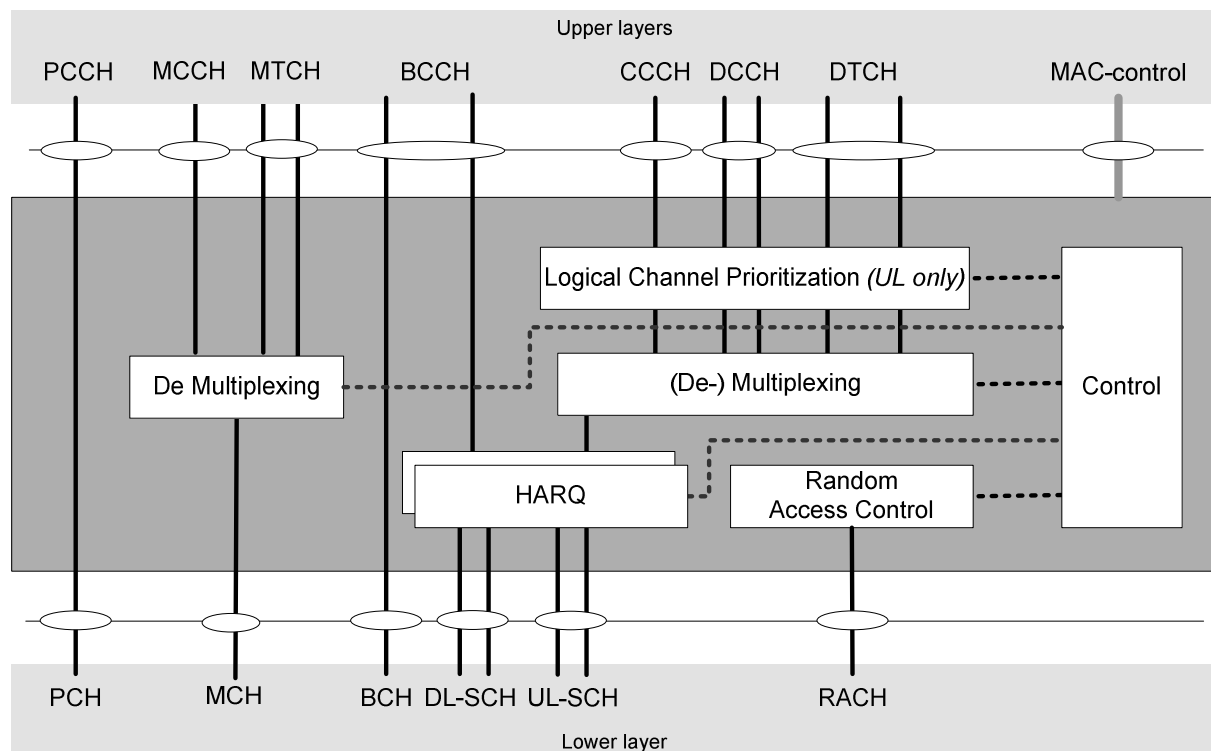 Upper layers
PCCH MCCH MTCH BCCH CCCH DCCH DTCH MAC-control
Logical Channel Prioritization (UL only)
De Multiplexing
(De-) Multiplexing
Control
HARQ
Random
Access Control
PCH MCH BCH DL-SCH UL-SCH RACH
Lower layer